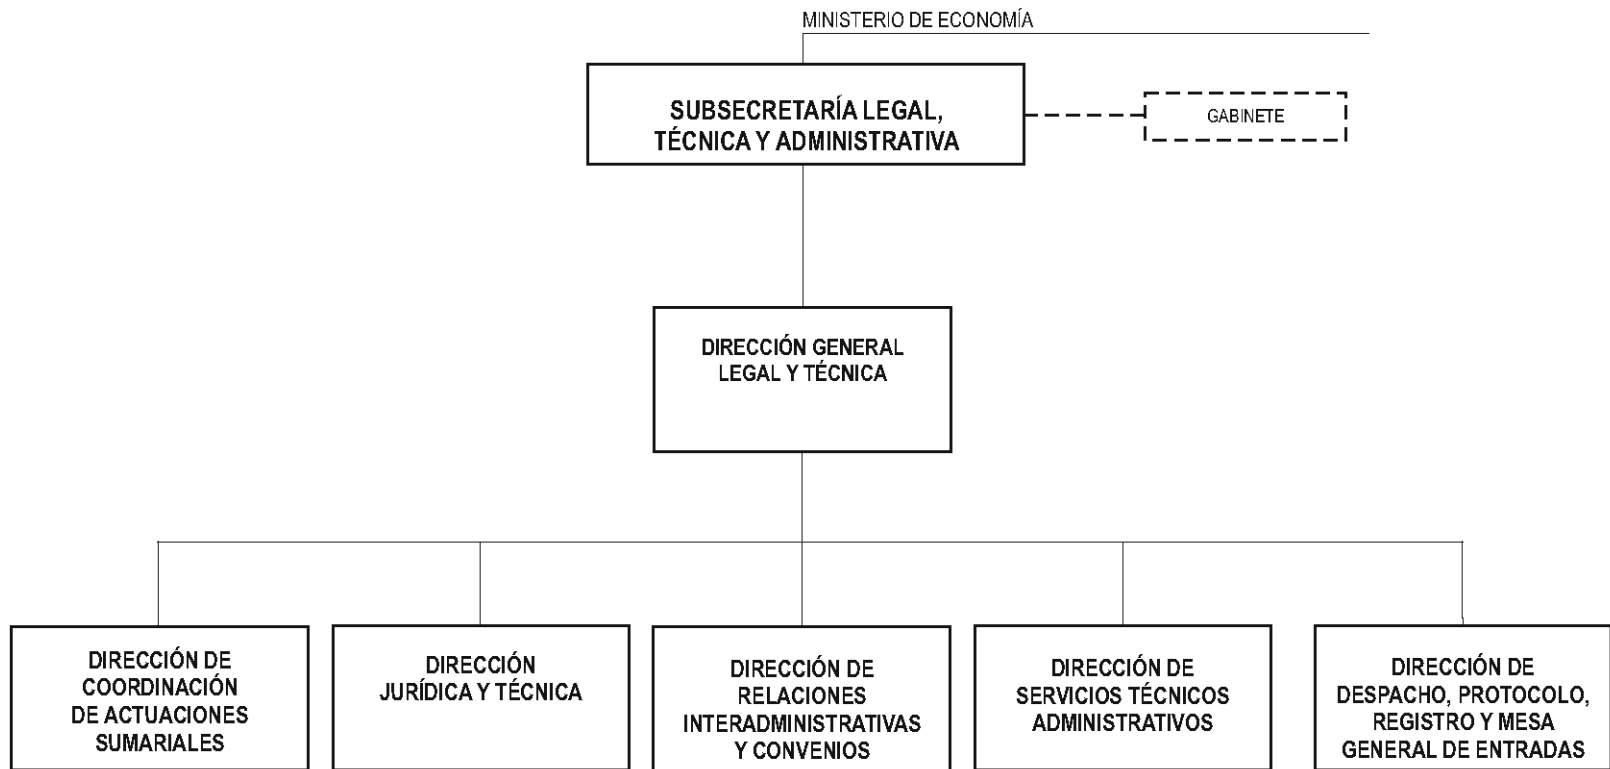 MINISTERIO DE ECONOMÍA
SUBSECRETARÍA LEGAL,
TÉCNICA Y ADMINISTRATIVA
GABINETE
DIRECCIÓN GENERAL
LEGAL Y TÉCNICA
DIRECCIÓN DE
COORDINACIÓN
DE ACTUACIONES
SUMARIALES
DIRECCIÓN
JURÍDICA Y TÉCNICA
DIRECCIÓN DE
RELACIONES
INTERADMINISTRATIVAS
Y CONVENIOS
DIRECCIÓN DE
SERVICIOS TÉCNICOS
ADMINISTRATIVOS
DIRECCIÓN DE
DESPACHO, PROTOCOLO,
REGISTRO Y MESA
GENERAL DE ENTRADAS